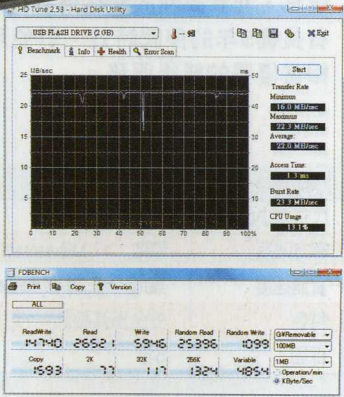 HD Tune 2.53 - Hard Disk Utility
USB FLASH DRIVE (2 GB)
Exit
Benchmark Info Health Error Scan
MB/sec ms
25 50
20 40
15 30
10 20
5 10
0 10 20 30 40 50 60 70 80 90 100%
Start
Transfer Rate
Minimum
16.0 MB/sec
Maximum
22.3 MB/sec
Average:
22.0 MB/sec
Access Time:
1.3 ms
Burst Rate
23.3 MB/sec
CPU Usage
13.1%
FDBENCH
Print Copy Version
ALL
ReadWrite Read Write Random Read Random Write
14740 26521 5946 25396 1099
G:\Removable
100MB
Copy 2K 32K 256K Variable
1593 77 117 1324 4854
1MB
Operation/min
KByte/Sec